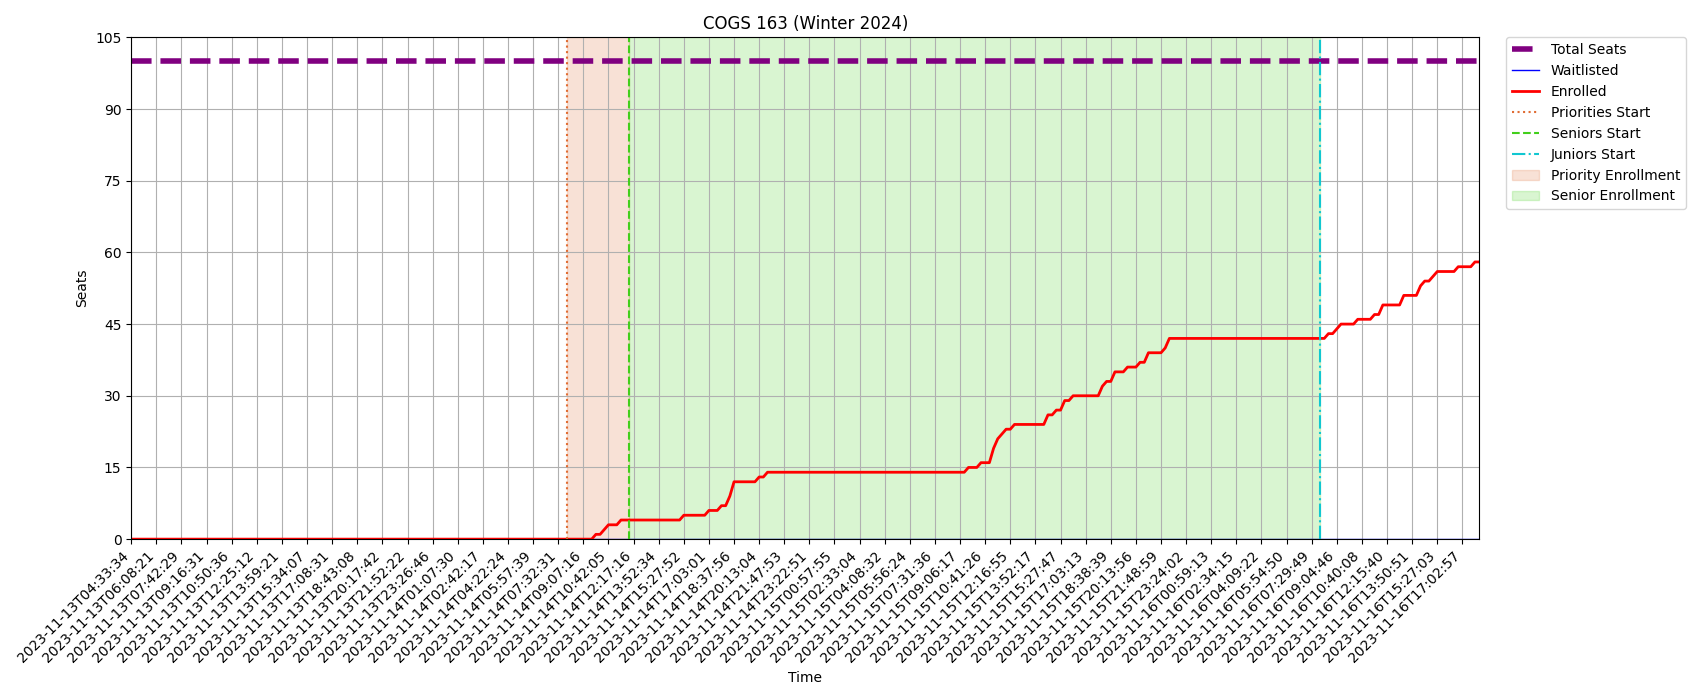 COGS 163 (Winter 2024)
105
90
75
60
45
30
15
0
Seats
2023-11-13T04:33:34
2023-11-13T06:08:21
2023-11-13T07:42:29
2023-11-13T09:16:31
2023-11-13T10:50:36
2023-11-13T12:25:12
2023-11-13T13:59:21
2023-11-13T15:34:07
2023-11-13T17:08:31
2023-11-13T18:43:08
2023-11-13T20:17:42
2023-11-13T21:52:22
2023-11-13T23:26:46
2023-11-14T01:07:30
2023-11-14T02:42:17
2023-11-14T04:22:24
2023-11-14T05:57:39
2023-11-14T07:32:31
2023-11-14T09:07:16
2023-11-14T10:42:05
2023-11-14T12:17:16
2023-11-14T13:52:34
2023-11-14T15:27:52
2023-11-14T17:03:01
2023-11-14T18:37:56
2023-11-14T20:13:04
2023-11-14T21:47:53
2023-11-14T23:22:51
2023-11-15T00:57:55
2023-11-15T02:33:04
2023-11-15T04:08:32
2023-11-15T05:56:24
2023-11-15T07:31:36
2023-11-15T09:06:17
2023-11-15T10:41:26
2023-11-15T12:16:55
2023-11-15T13:52:17
2023-11-15T15:27:47
2023-11-15T17:03:13
2023-11-15T18:38:39
2023-11-15T20:13:56
2023-11-15T21:48:59
2023-11-15T23:24:02
2023-11-16T00:59:13
2023-11-16T02:34:15
2023-11-16T04:09:22
2023-11-16T05:54:50
2023-11-16T07:29:49
2023-11-16T09:04:46
2023-11-16T10:40:08
2023-11-16T12:15:40
2023-11-16T13:50:51
2023-11-16T15:27:03
2023-11-16T17:02:57
Time
Total Seats
Waitlisted
Enrolled
Priorities Start
Seniors Start
Juniors Start
Priority Enrollment
Senior Enrollment